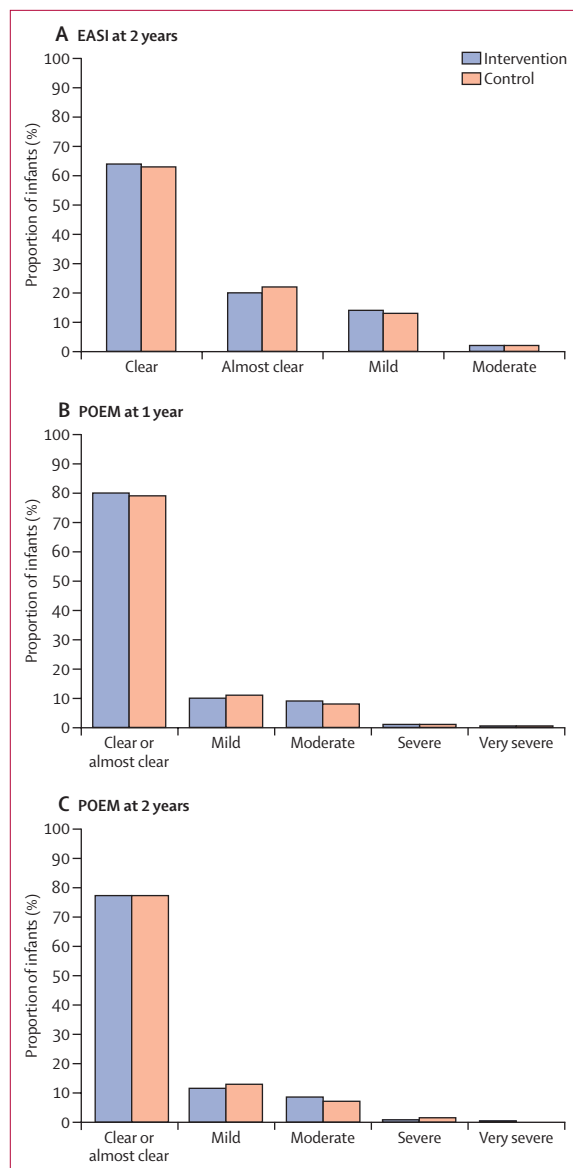 A EASI at 2 years
Intervention
Control
Proportion of infants (%)
100
90
80
70
60
50
40
30
20
10
0
Clear Almost clear Mild Moderate
B POEM at 1 year
Proportion of infants (%)
100
90
80
70
60
50
40
30
20
10
0
Clear or Mild Moderate Severe Very severe
almost clear
C POEM at 2 years
Proportion of infants (%)
100
90
80
70
60
50
40
30
20
10
0
Clear or Mild Moderate Severe Very severe
almost clear